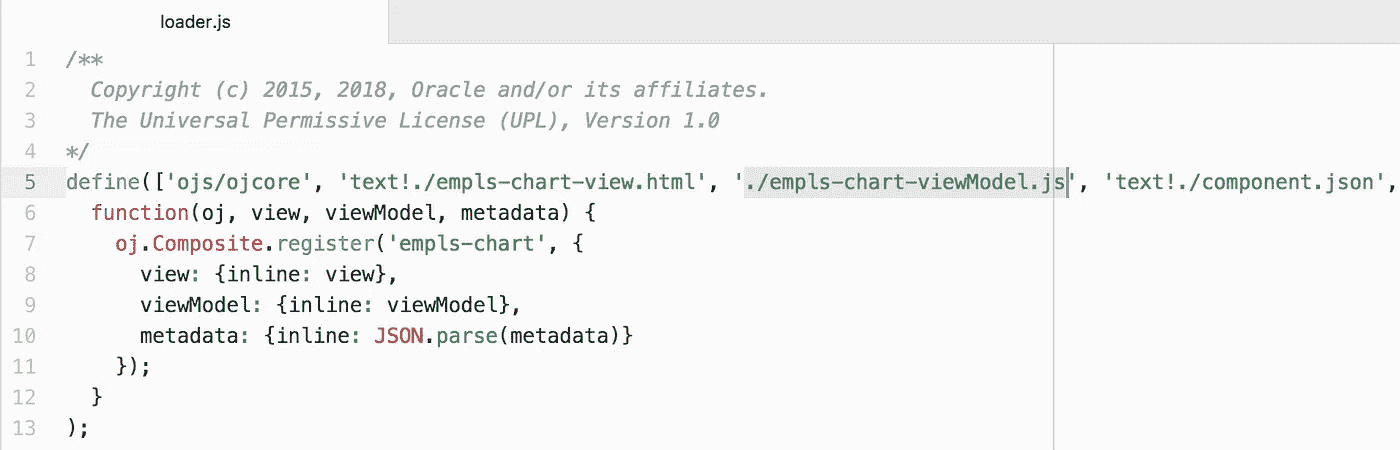 loader.js
1 /**
2 Copyright (c) 2015, 2018, Oracle and/or its affiliates.
3 The Universal Permissive License (UPL), Version 1.0
4 */
5 define(['ojs/ojcore', 'text!./empls-chart-view.html', './empls-chart-viewModel.js', 'text!./component.json',
6 function(oj, view, viewModel, metadata) {
7 oj.Composite.register('empls-chart', {
8 view: {inline: view},
9 viewModel: {inline: viewModel},
10 metadata: {inline: JSON.parse(metadata)}
11 });
12 }
13 );